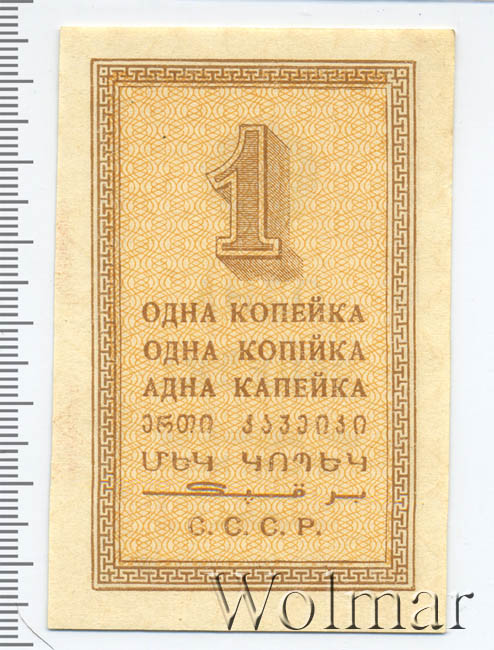 1
ОДНА КОПЕЙКА
ОДНА КОПІЙКА
АДНА КАПЕЙКА
ᲔᲠᲗᲘ ᲙᲐᲞᲔᲘᲙᲘ
ՄԵԿ ԿՈՊԵԿ
С. С. С. Р.
Wolmar